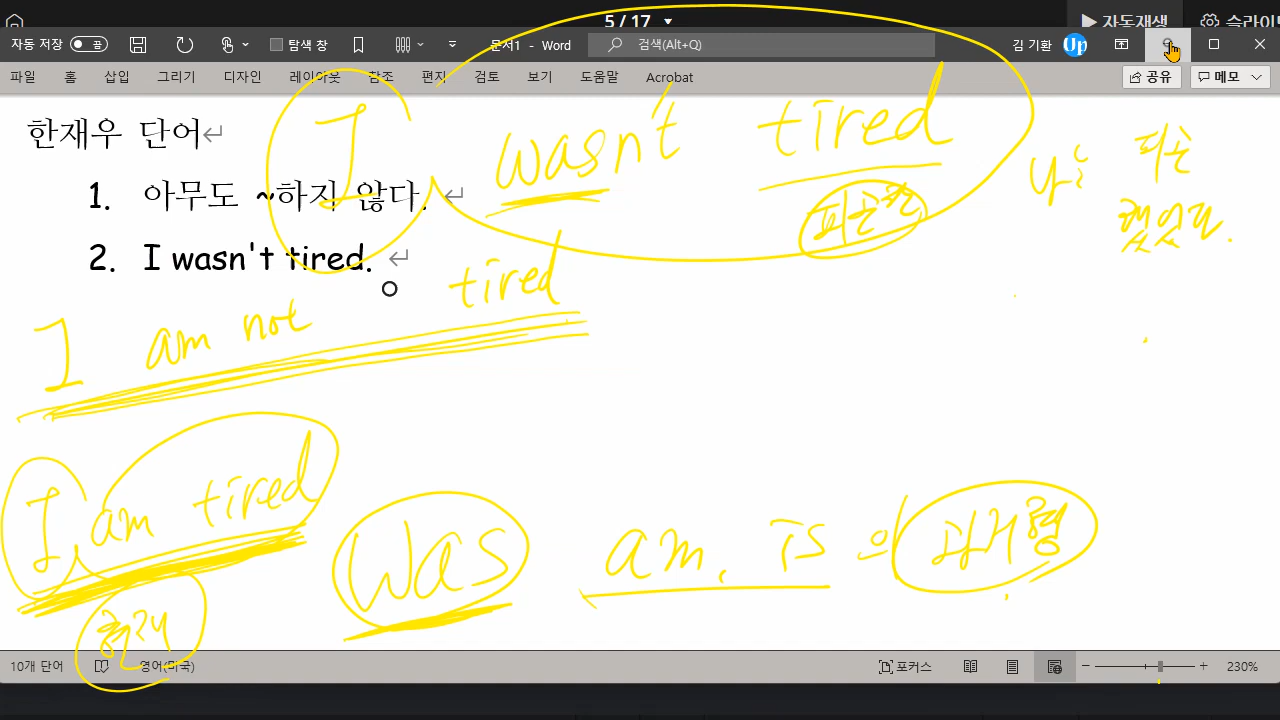 5 / 17 ▼ 자동재생 슬라이
자동 저장 끔 탐색 창 문서1 - Word 검색(Alt+Q) 김 기환 Up
파일 홈 삽입 그리기 디자인 레이아웃 참조 편지 검토 보기 도움말 Acrobat 공유 메모
한재우 단어
I wasn't tired
1. 아무도 ~하지 않다.
피곤한
나는 피곤
했었다.
2. I wasn't tired.
I am not tired
I am tired
현재
was am, is 의 과거형
10개 단어 영어(미국) 포커스 230%